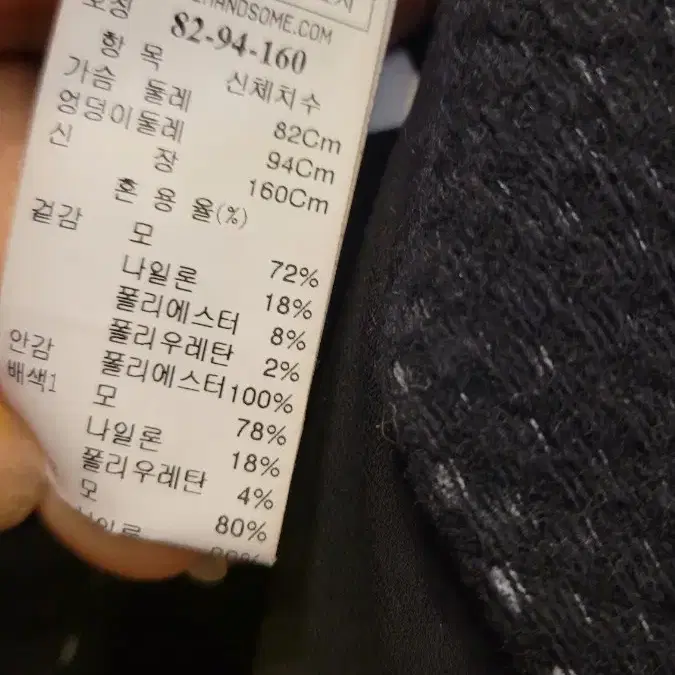 HANDSOME.COM
82-94-160
항 목 신체치수
가슴 둘레 82Cm
엉덩이둘레 94Cm
신 장 160Cm
혼 용 율(%)
겉감 모 72%
나일론 18%
폴리에스터 8%
폴리우레탄 2%
안감 폴리에스터 100%
배색1 모 78%
나일론 18%
폴리우레탄 4%
모 80%